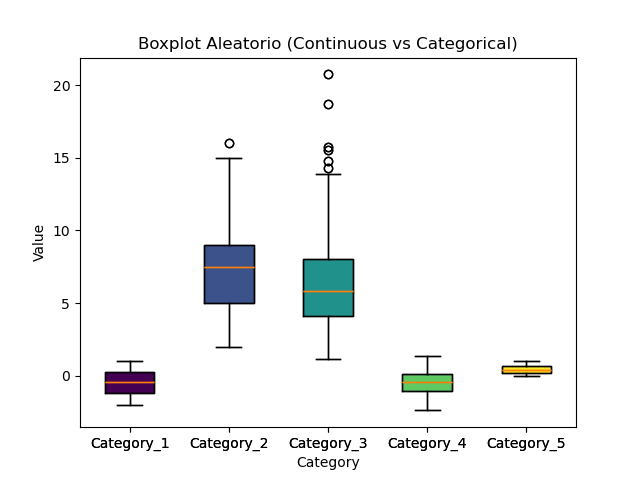 Boxplot Aleatorio (Continuous vs Categorical)
20
15
10
5
0
Value
Category_1 Category_2 Category_3 Category_4 Category_5
Category